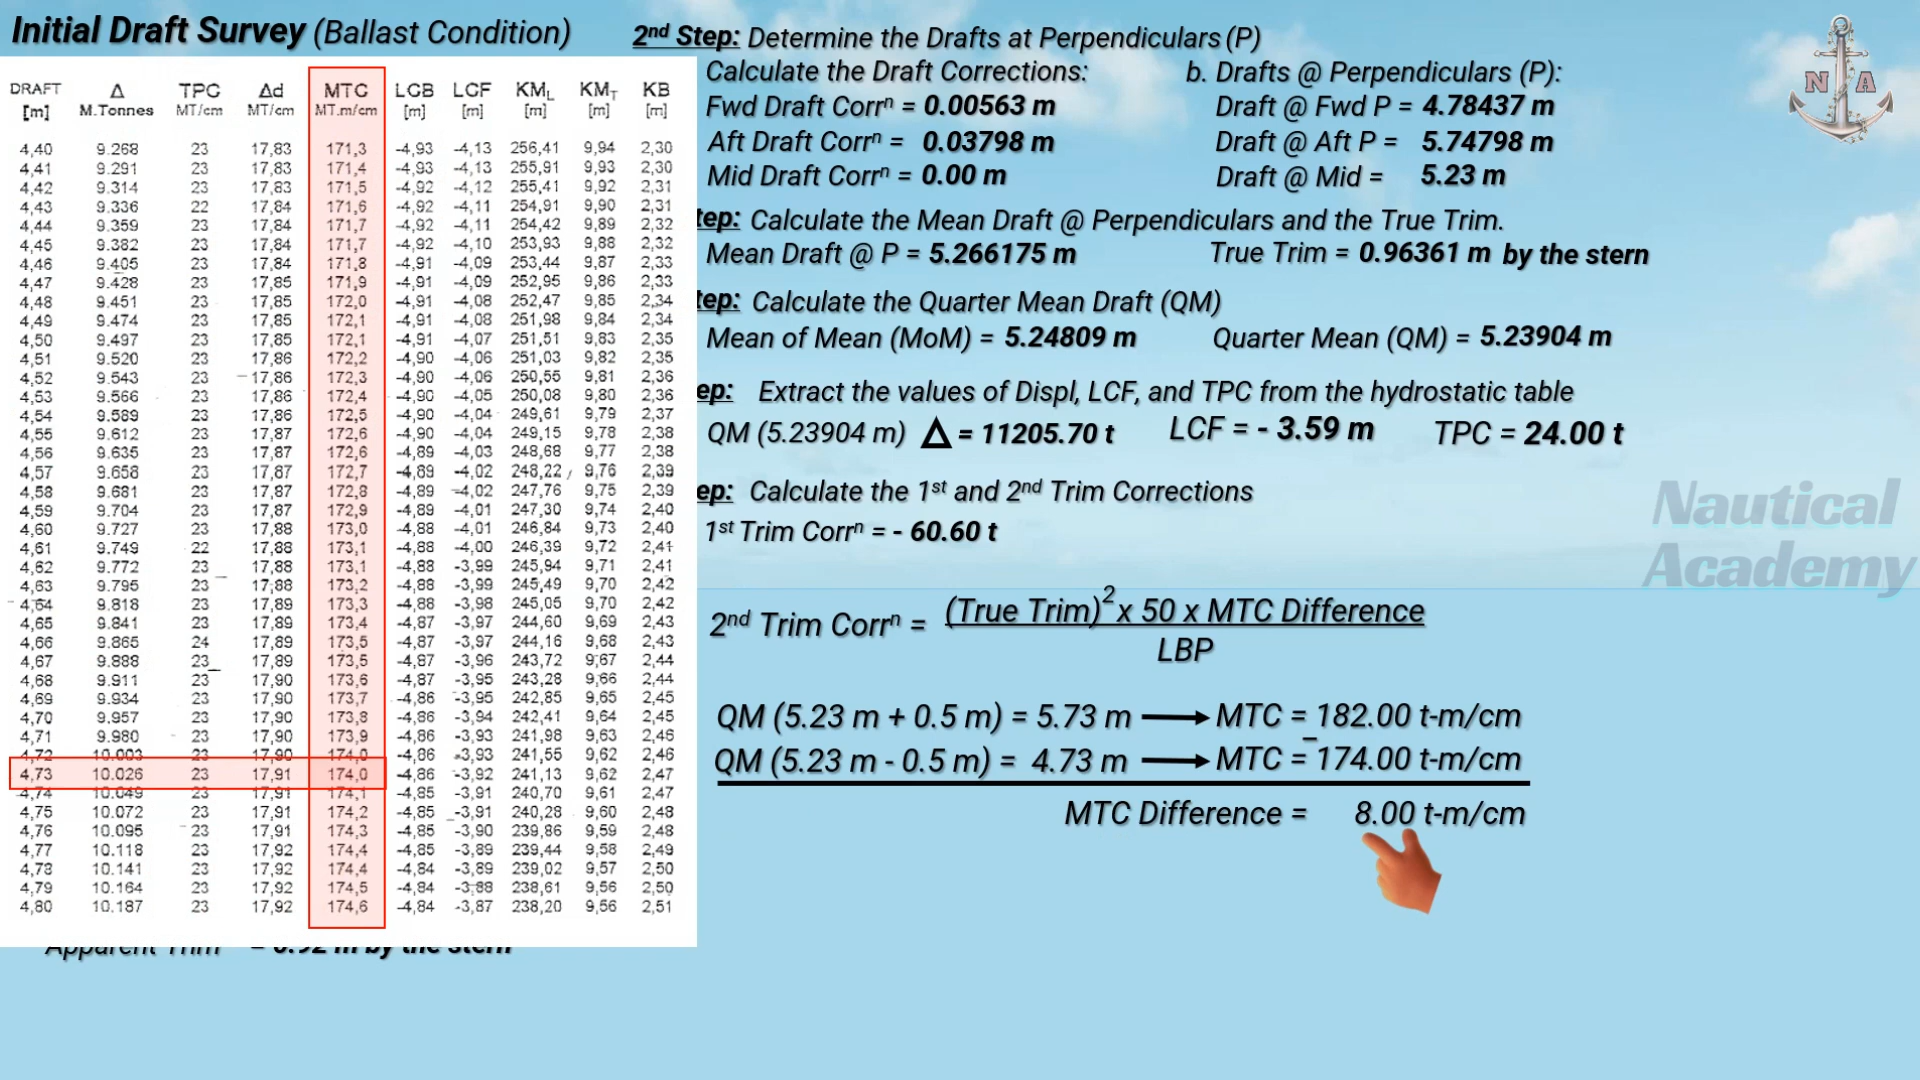 Initial Draft Survey (Ballast Condition)
DRAFT Δ TPC Δd MTC LCB LCF KML KMT KB
[m] M.Tonnes MT/cm MT/cm MT.m/cm [m] [m] [m] [m] [m]
4,40 9.268 23 17,83 171,3 -4,93 -4,13 256,41 9,94 2,30
4,41 9.291 23 17,83 171,4 -4,93 -4,13 255,91 9,93 2,30
4,42 9.314 23 17,83 171,5 -4,92 -4,12 255,41 9,92 2,31
4,43 9.336 22 17,84 171,6 -4,92 -4,11 254,91 9,90 2,31
4,44 9.359 23 17,84 171,7 -4,92 -4,11 254,42 9,89 2,32
4,45 9.382 23 17,84 171,7 -4,92 -4,10 253,93 9,88 2,32
4,46 9.405 23 17,84 171,8 -4,91 -4,09 253,44 9,87 2,33
4,47 9.428 23 17,85 171,9 -4,91 -4,09 252,95 9,86 2,33
4,48 9.451 23 17,85 172,0 -4,91 -4,08 252,47 9,85 2,34
4,49 9.474 23 17,85 172,1 -4,91 -4,08 251,98 9,84 2,34
4,50 9.497 23 17,85 172,1 -4,91 -4,07 251,51 9,83 2,35
4,51 9.520 23 17,86 172,2 -4,90 -4,06 251,03 9,82 2,35
4,52 9.543 23 17,86 172,3 -4,90 -4,06 250,55 9,81 2,36
4,53 9.566 23 17,86 172,4 -4,90 -4,05 250,08 9,80 2,36
4,54 9.589 23 17,86 172,5 -4,90 -4,04 249,61 9,79 2,37
4,55 9.612 23 17,87 172,6 -4,90 -4,04 249,15 9,78 2,38
4,56 9.635 23 17,87 172,6 -4,89 -4,03 248,68 9,77 2,38
4,57 9.658 23 17,87 172,7 -4,89 -4,02 248,22 9,76 2,39
4,58 9.681 23 17,87 172,8 -4,89 -4,02 247,76 9,75 2,39
4,59 9.704 23 17,87 172,9 -4,89 -4,01 247,30 9,74 2,40
4,60 9.727 23 17,88 173,0 -4,88 -4,01 246,84 9,73 2,40
4,61 9.749 22 17,88 173,1 -4,88 -4,00 246,39 9,72 2,41
4,62 9.772 23 17,88 173,1 -4,88 -3,99 245,94 9,71 2,41
4,63 9.795 23 17,88 173,2 -4,88 -3,99 245,49 9,70 2,42
4,64 9.818 23 17,89 173,3 -4,88 -3,98 245,05 9,70 2,42
4,65 9.841 23 17,89 173,4 -4,87 -3,97 244,60 9,69 2,43
4,66 9.865 24 17,89 173,5 -4,87 -3,97 244,16 9,68 2,43
4,67 9.888 23 17,89 173,5 -4,87 -3,96 243,72 9,67 2,44
4,68 9.911 23 17,90 173,6 -4,87 -3,95 243,28 9,66 2,44
4,69 9.934 23 17,90 173,7 -4,86 -3,95 242,85 9,65 2,45
4,70 9.957 23 17,90 173,8 -4,86 -3,94 242,41 9,64 2,45
4,71 9.980 23 17,90 173,9 -4,86 -3,93 241,98 9,63 2,46
4,72 10.003 23 17,90 174,0 -4,86 -3,93 241,55 9,62 2,46
4,73 10.026 23 17,91 174,0 -4,86 -3,92 241,13 9,62 2,47
4,74 10.049 23 17,91 174,1 -4,85 -3,91 240,70 9,61 2,47
4,75 10.072 23 17,91 174,2 -4,85 -3,91 240,28 9,60 2,48
4,76 10.095 23 17,91 174,3 -4,85 -3,90 239,86 9,59 2,48
4,77 10.118 23 17,92 174,4 -4,85 -3,89 239,44 9,58 2,49
4,78 10.141 23 17,92 174,4 -4,84 -3,89 239,02 9,57 2,50
4,79 10.164 23 17,92 174,5 -4,84 -3,88 238,61 9,56 2,50
4,80 10.187 23 17,92 174,6 -4,84 -3,87 238,20 9,56 2,51
Apparent Trim = 0.92 m by the stern
2nd Step: Determine the Drafts at Perpendiculars (P)
Calculate the Draft Corrections: b. Drafts @ Perpendiculars (P):
Fwd Draft Corrⁿ = 0.00563 m Draft @ Fwd P = 4.78437 m
Aft Draft Corrⁿ = 0.03798 m Draft @ Aft P = 5.74798 m
Mid Draft Corrⁿ = 0.00 m Draft @ Mid = 5.23 m
tep: Calculate the Mean Draft @ Perpendiculars and the True Trim.
Mean Draft @ P = 5.266175 m True Trim = 0.96361 m by the stern
tep: Calculate the Quarter Mean Draft (QM)
Mean of Mean (MoM) = 5.24809 m Quarter Mean (QM) = 5.23904 m
ep: Extract the values of Displ, LCF, and TPC from the hydrostatic table
QM (5.23904 m) Δ = 11205.70 t LCF = - 3.59 m TPC = 24.00 t
ep: Calculate the 1st and 2nd Trim Corrections
1st Trim Corrⁿ = - 60.60 t
2nd Trim Corrⁿ = (True Trim)² x 50 x MTC Difference
LBP
QM (5.23 m + 0.5 m) = 5.73 m → MTC = 182.00 t-m/cm
QM (5.23 m - 0.5 m) = 4.73 m → MTC = 174.00 t-m/cm
–
MTC Difference = 8.00 t-m/cm
N A
Nautical
Academy